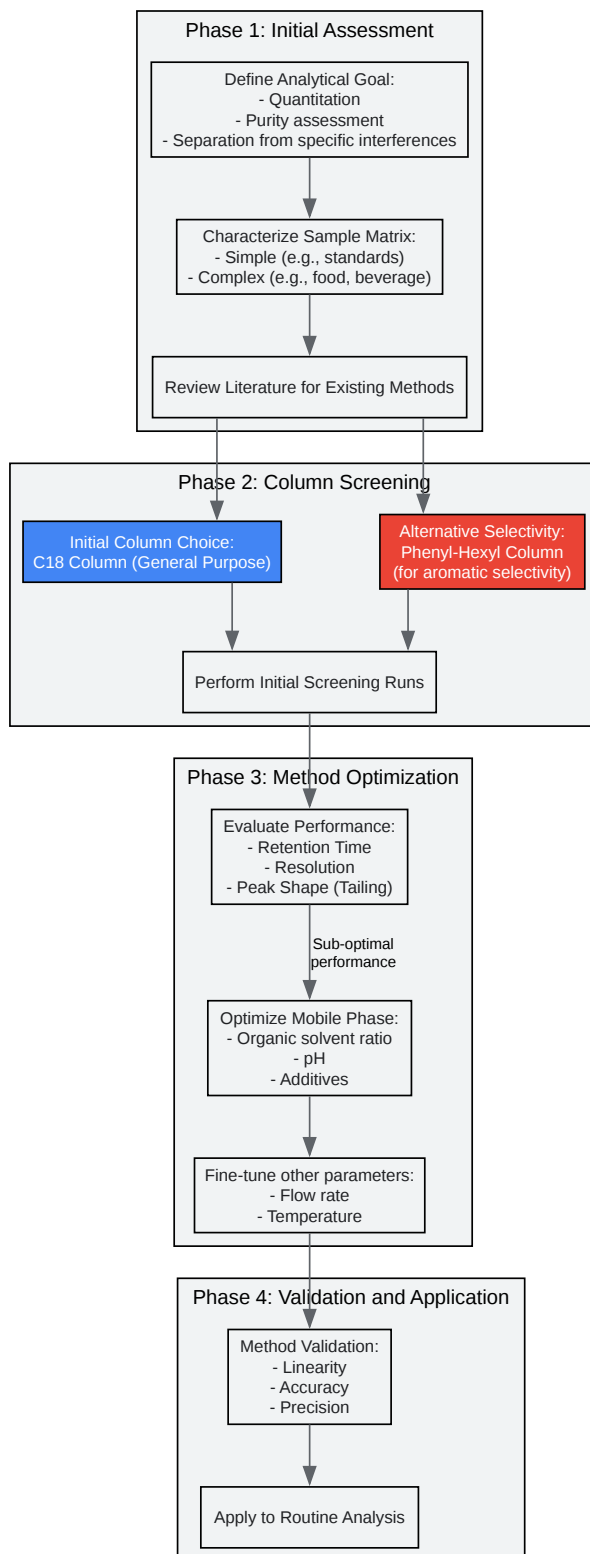 Phase 1: Initial Assessment
Define Analytical Goal:
- Quantitation
- Purity assessment
- Separation from specific interferences
Characterize Sample Matrix:
- Simple (e.g., standards)
- Complex (e.g., food, beverage)
Review Literature for Existing Methods
Phase 2: Column Screening
Initial Column Choice:
C18 Column (General Purpose)
Alternative Selectivity:
Phenyl-Hexyl Column
(for aromatic selectivity)
Perform Initial Screening Runs
Phase 3: Method Optimization
Evaluate Performance:
- Retention Time
- Resolution
- Peak Shape (Tailing)
Sub-optimal
performance
Optimize Mobile Phase:
- Organic solvent ratio
- pH
- Additives
Fine-tune other parameters:
- Flow rate
- Temperature
Phase 4: Validation and Application
Method Validation:
- Linearity
- Accuracy
- Precision
Apply to Routine Analysis